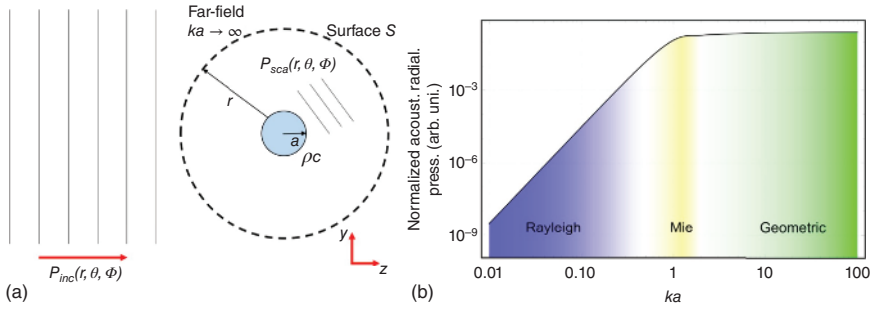 Far-field
ka → ∞
Surface S
P_sca(r, θ, Φ)
r
a
ρc
y
z
P_inc(r, θ, Φ)
(a)
Normalized acoust. radial.
press. (arb. uni.)
10⁻³
10⁻⁶
10⁻⁹
Rayleigh
Mie
Geometric
0.01
0.10
1
10
100
ka
(b)